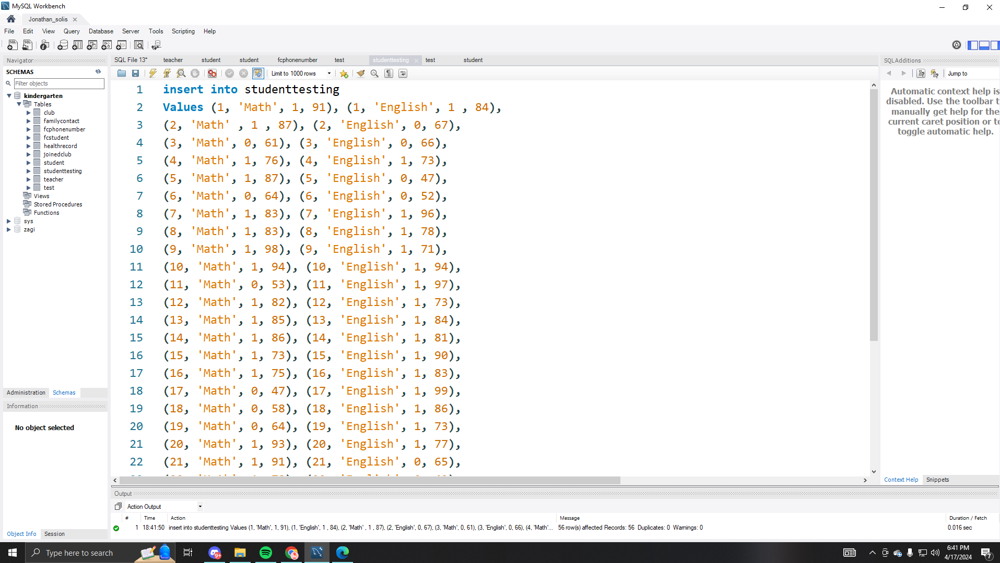 MySQL Workbench
Jonathan_solis
File Edit View Query Database Server Tools Scripting Help
Navigator
SCHEMAS
Filter objects
kindergarten
Tables
club
familycontact
fcphonenumber
fcstudent
healthrecord
joinedclub
student
studenttesting
teacher
test
Views
Stored Procedures
Functions
sys
zagi
Administration Schemas
Information
No object selected
Object Info Session
SQL File 13* teacher student student fcphonenumber test studenttesting test student
Limit to 1000 rows
1 insert into studenttesting
2 Values (1, 'Math', 1, 91), (1, 'English', 1 , 84),
3 (2, 'Math' , 1 , 87), (2, 'English', 0, 67),
4 (3, 'Math', 0, 61), (3, 'English', 0, 66),
5 (4, 'Math', 1, 76), (4, 'English', 1, 73),
6 (5, 'Math', 1, 87), (5, 'English', 0, 47),
7 (6, 'Math', 0, 64), (6, 'English', 0, 52),
8 (7, 'Math', 1, 83), (7, 'English', 1, 96),
9 (8, 'Math', 1, 83), (8, 'English', 1, 78),
10 (9, 'Math', 1, 98), (9, 'English', 1, 71),
11 (10, 'Math', 1, 94), (10, 'English', 1, 94),
12 (11, 'Math', 0, 53), (11, 'English', 1, 97),
13 (12, 'Math', 1, 82), (12, 'English', 1, 73),
14 (13, 'Math', 1, 85), (13, 'English', 1, 84),
15 (14, 'Math', 1, 86), (14, 'English', 1, 81),
16 (15, 'Math', 1, 73), (15, 'English', 1, 90),
17 (16, 'Math', 1, 75), (16, 'English', 1, 83),
18 (17, 'Math', 0, 47), (17, 'English', 1, 99),
19 (18, 'Math', 0, 58), (18, 'English', 1, 86),
20 (19, 'Math', 0, 64), (19, 'English', 1, 73),
21 (20, 'Math', 1, 93), (20, 'English', 1, 77),
22 (21, 'Math', 1, 91), (21, 'English', 0, 65),
SQLAdditions
Jump to
Automatic context help is
disabled. Use the toolbar
manually get help for the
current caret position or
toggle automatic help.
Context Help Snippets
Output
Action Output
# Time Action Message Duration / Fetch
1 18:41:50 insert into studenttesting Values (1, 'Math', 1, 91), (1, 'English', 1 , 84), (2, 'Math' , 1 , 87), (2, 'English', 0, 67), (3, 'Math', 0, 61), (3, 'English', 0, 66), (4, 'Math'... 56 row(s) affected Records: 56 Duplicates: 0 Warnings: 0 0.016 sec
Type here to search
9+
6:41 PM
4/17/2024
7